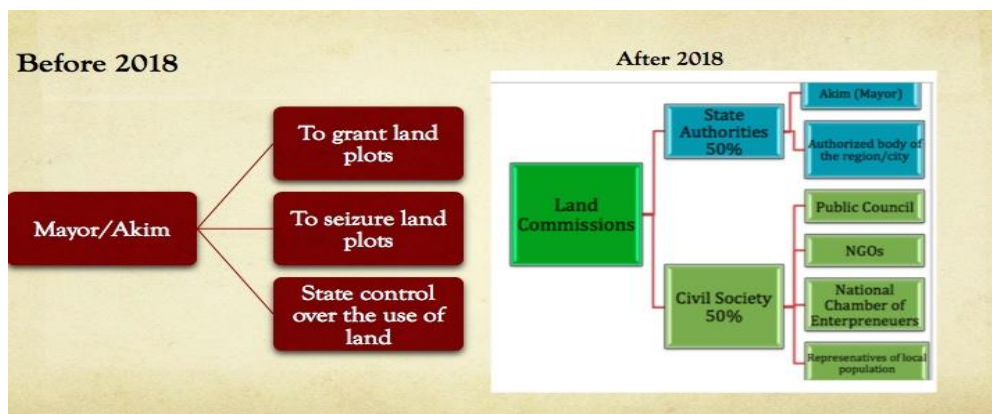 Before 2018
Mayor/Akim
To grant land
plots
To seizure land
plots
State control
over the use of
land
After 2018
Land
Commissions
State
Authorities
50%
Akim (Mayor)
Authorized body of
the region/city
Civil Society
50%
Public Council
NGOs
National
Chamber of
Enterpreneuers
Represenatives of local
population